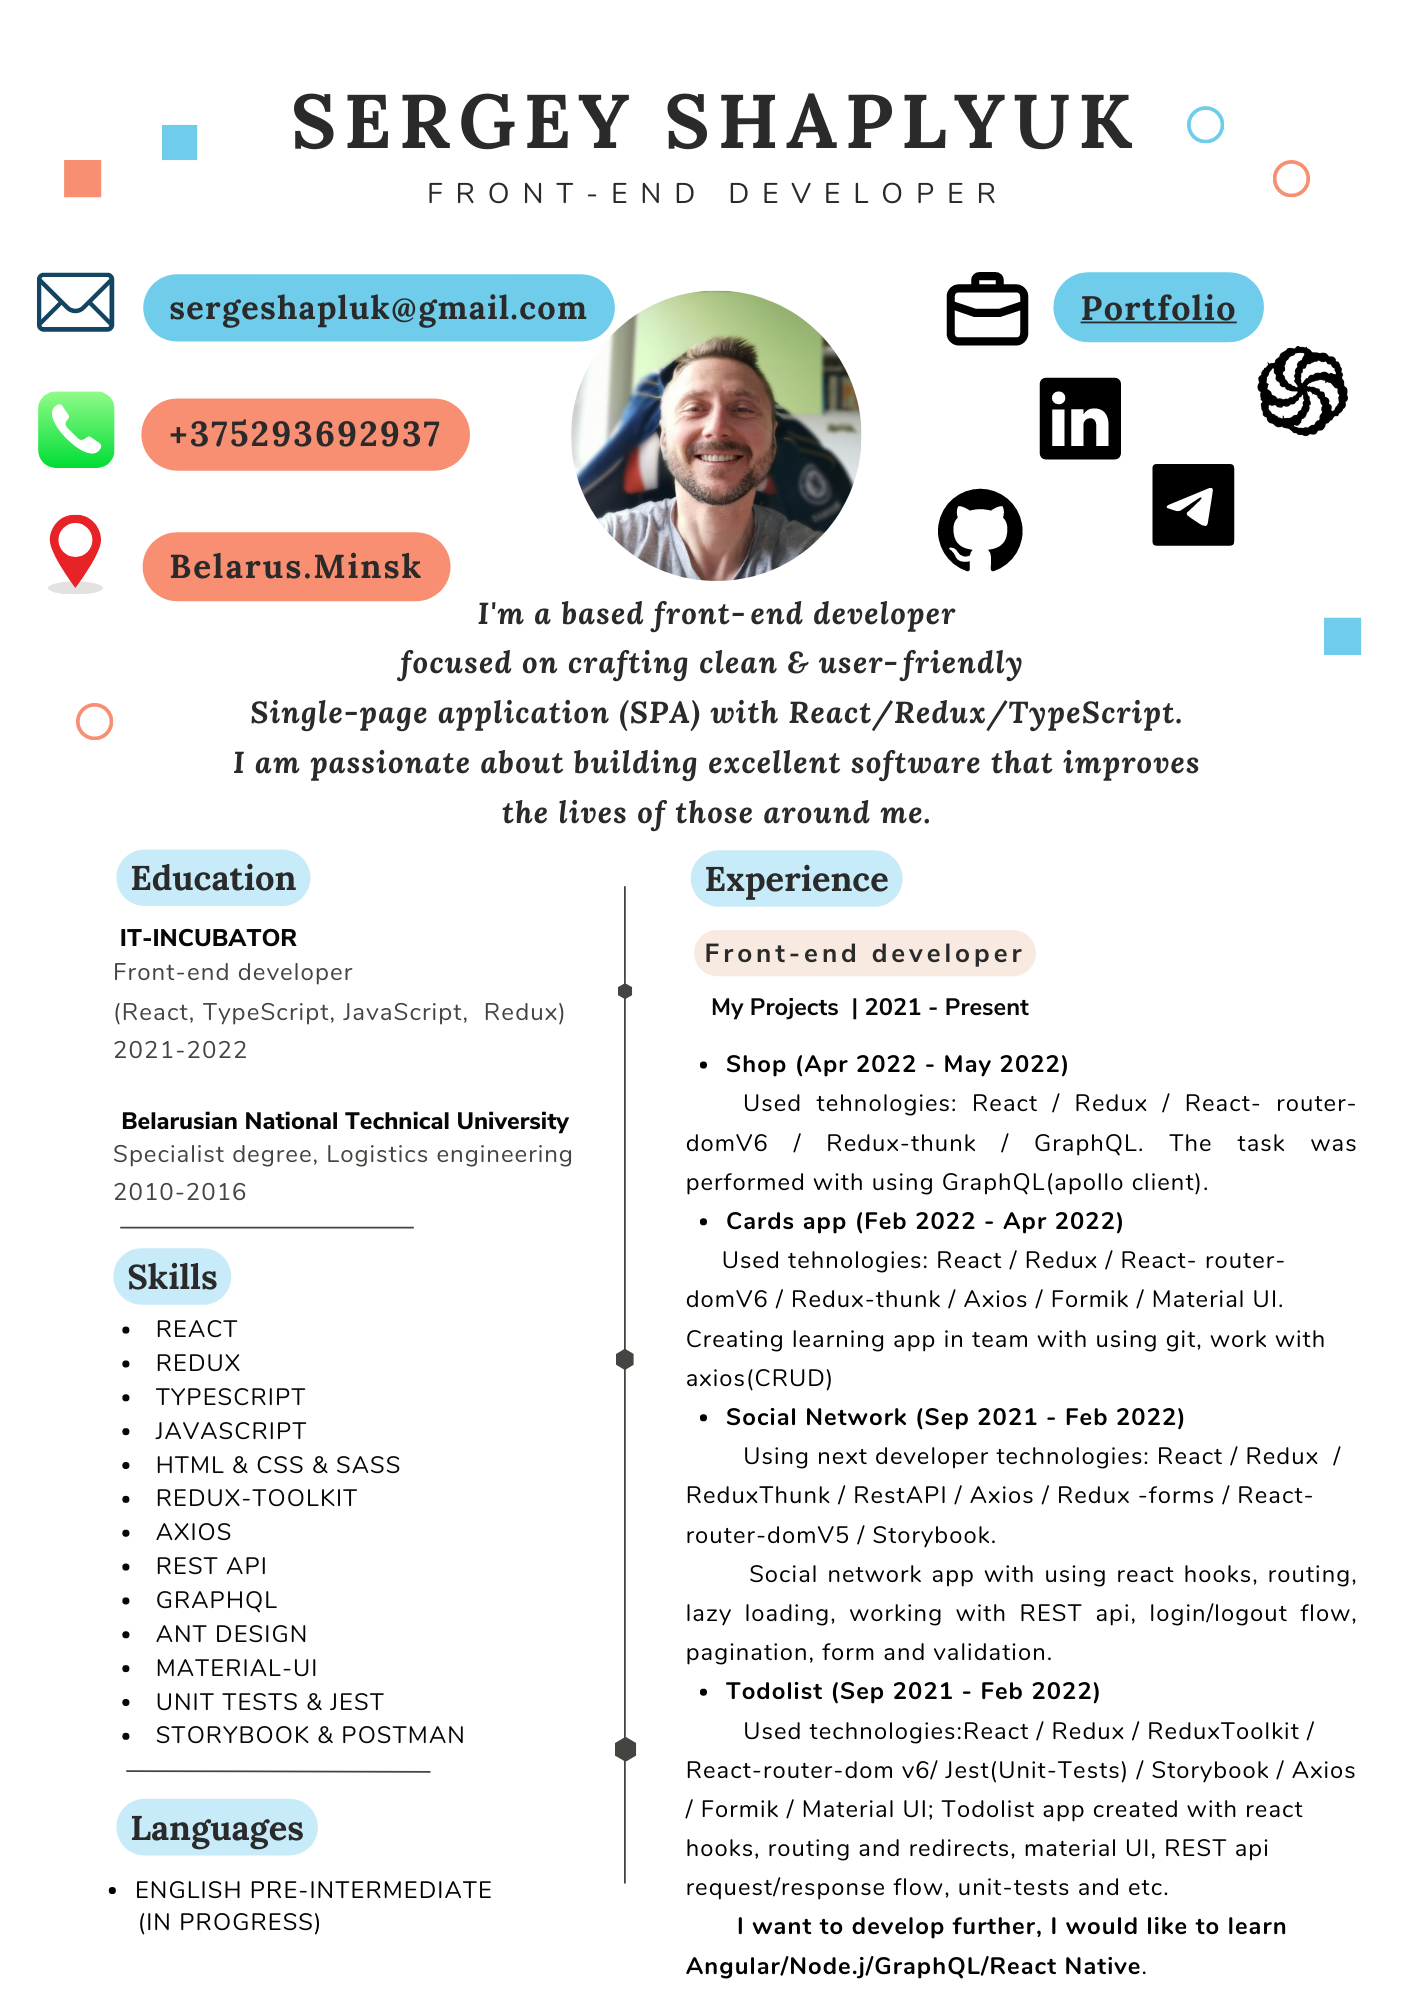 SERGEY SHAPLYUK
FRONT-END DEVELOPER
sergeshapluk@gmail.com
+375293692937
Belarus.Minsk
Portfolio
in
I'm a based front-end developer
focused on crafting clean & user-friendly
Single-page application (SPA) with React/Redux/TypeScript.
I am passionate about building excellent software that improves
the lives of those around me.
Education
IT-INCUBATOR
Front-end developer
(React, TypeScript, JavaScript, Redux)
2021-2022
Belarusian National Technical University
Specialist degree, Logistics engineering
2010-2016
Skills
• REACT
• REDUX
• TYPESCRIPT
• JAVASCRIPT
• HTML & CSS & SASS
• REDUX-TOOLKIT
• AXIOS
• REST API
• GRAPHQL
• ANT DESIGN
• MATERIAL-UI
• UNIT TESTS & JEST
• STORYBOOK & POSTMAN
Languages
• ENGLISH PRE-INTERMEDIATE
(IN PROGRESS)
Experience
Front-end developer
My Projects | 2021 - Present
• Shop (Apr 2022 - May 2022)
Used tehnologies: React / Redux / React- router-
domV6 / Redux-thunk / GraphQL. The task was
performed with using GraphQL(apollo client).
• Cards app (Feb 2022 - Apr 2022)
Used tehnologies: React / Redux / React- router-
domV6 / Redux-thunk / Axios / Formik / Material UI.
Creating learning app in team with using git, work with
axios(CRUD)
• Social Network (Sep 2021 - Feb 2022)
Using next developer technologies: React / Redux /
ReduxThunk / RestAPI / Axios / Redux -forms / React-
router-domV5 / Storybook.
Social network app with using react hooks, routing,
lazy loading, working with REST api, login/logout flow,
pagination, form and validation.
• Todolist (Sep 2021 - Feb 2022)
Used technologies:React / Redux / ReduxToolkit /
React-router-dom v6/ Jest(Unit-Tests) / Storybook / Axios
/ Formik / Material UI; Todolist app created with react
hooks, routing and redirects, material UI, REST api
request/response flow, unit-tests and etc.
I want to develop further, I would like to learn
Angular/Node.j/GraphQL/React Native.